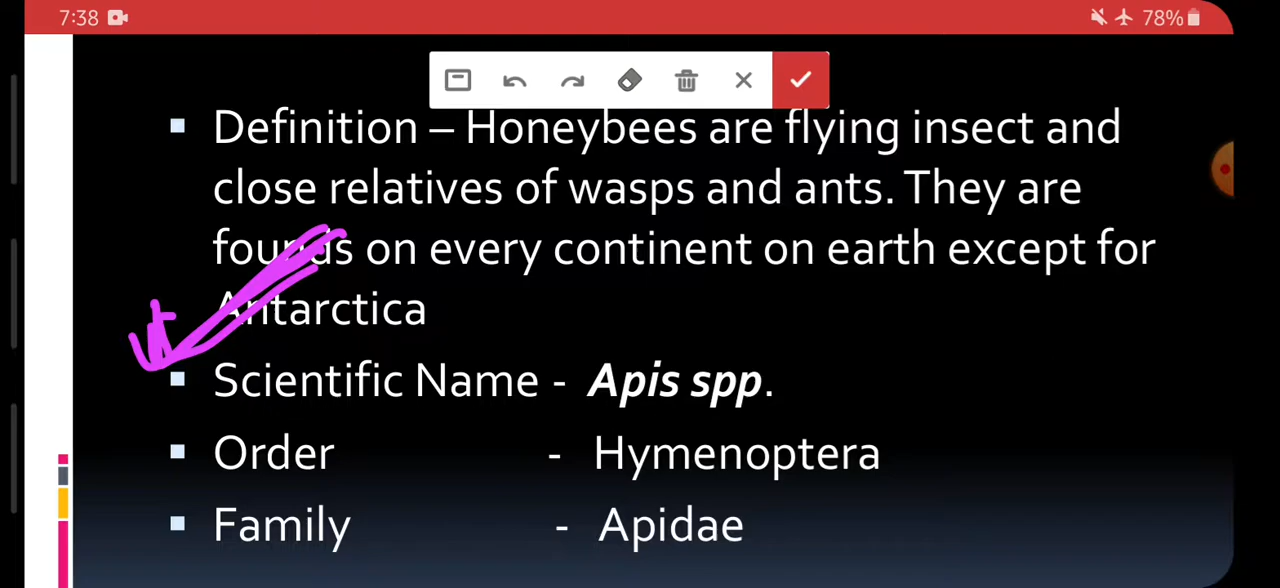 7:38 78%
Definition – Honeybees are flying insect and
close relatives of wasps and ants. They are
founds on every continent on earth except for
Antarctica
Scientific Name - Apis spp.
Order - Hymenoptera
Family - Apidae